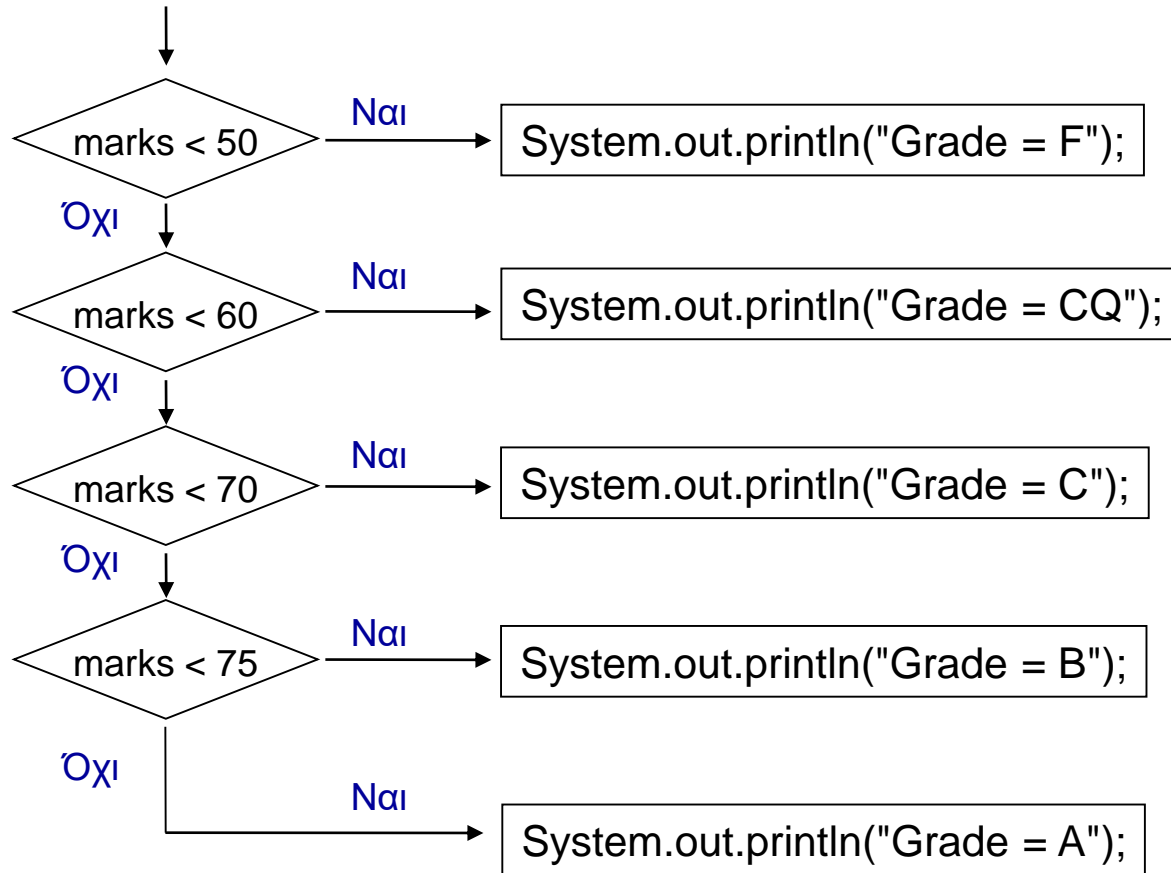 Ναι
marks < 50
System.out.println("Grade = F");
Όχι
Ναι
marks < 60
System.out.println("Grade = CQ");
Όχι
Ναι
marks < 70
System.out.println("Grade = C");
Όχι
Ναι
marks < 75
System.out.println("Grade = B");
Όχι
Ναι
System.out.println("Grade = A");